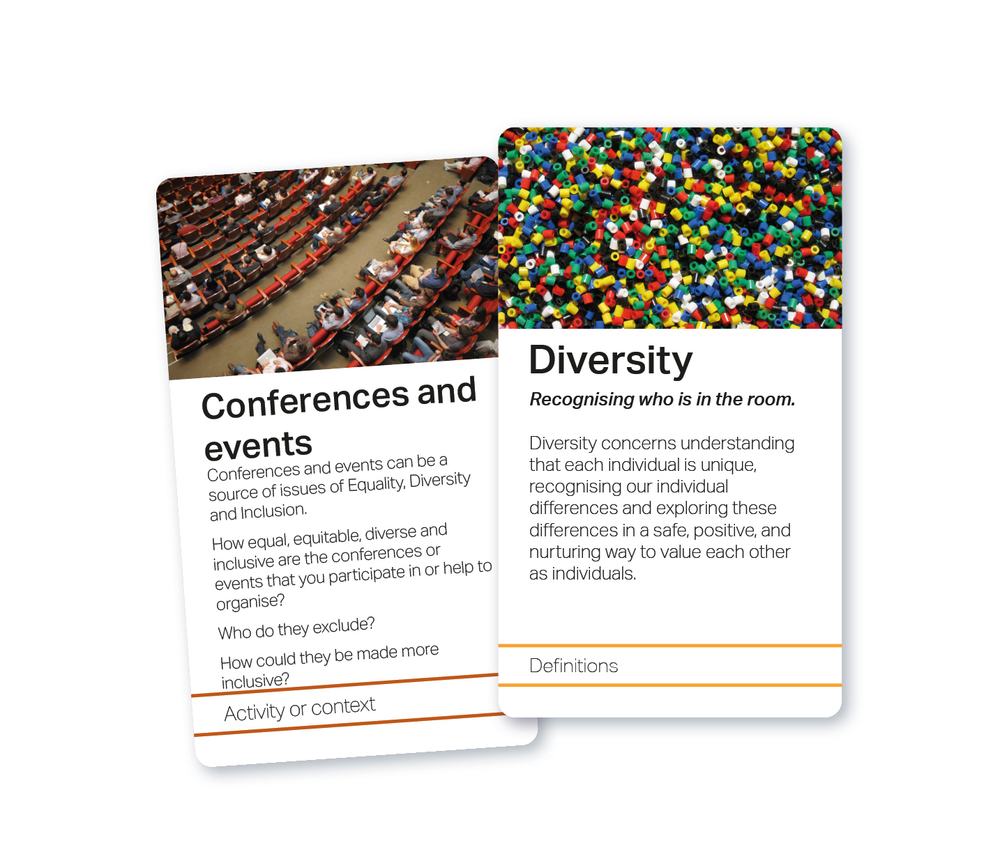 Conferences and
events
Conferences and events can be a
source of issues of Equality, Diversity
and Inclusion.
How equal, equitable, diverse and
inclusive are the conferences or
events that you participate in or help to
organise?
Who do they exclude?
How could they be made more
inclusive?
Activity or context
Diversity
Recognising who is in the room.
Diversity concerns understanding
that each individual is unique,
recognising our individual
differences and exploring these
differences in a safe, positive, and
nurturing way to value each other
as individuals.
Definitions